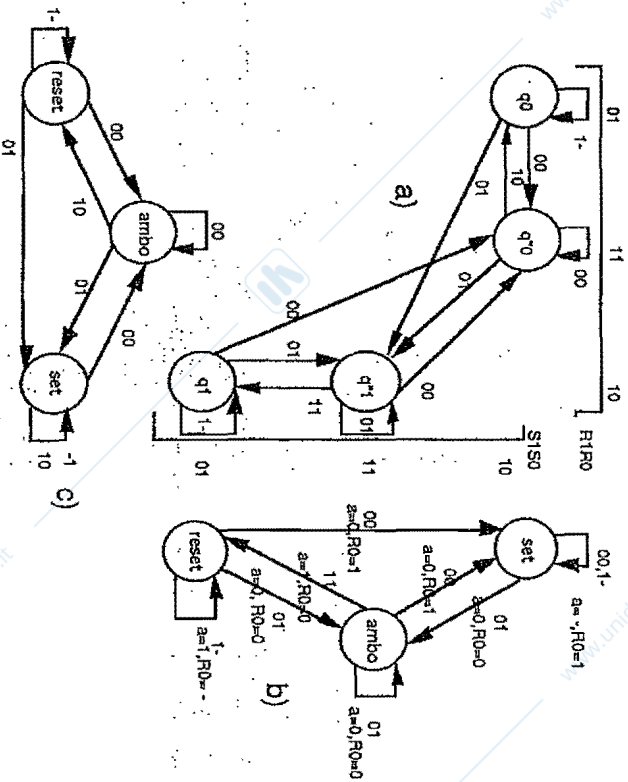 R1R0
01 11 10
q0
1-
00
10
01
q"0
00
01
00
00
S1S0
10
q"1
01
11
11
01
q1
1-
01
a)
set
00,1-
a=-,R0=1
01
a=0,R0=0
00
a=0,R0=1
00
a=0,R0=1
ambo
01
a=0,R0=0
11
a=1,R0=0
01
a=0, R0=0
reset
1-
a=1,R0=-
b)
1-
reset
00
00
ambo
10
01
00
01
set
-1
10
c)